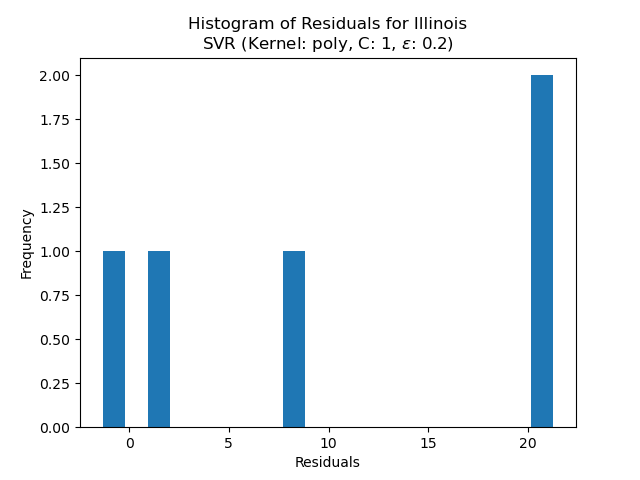 Histogram of Residuals for Illinois
SVR (Kernel: poly, C: 1, ε: 0.2)
2.00
1.75
1.50
1.25
1.00
0.75
0.50
0.25
0.00
Frequency
0 5 10 15 20
Residuals